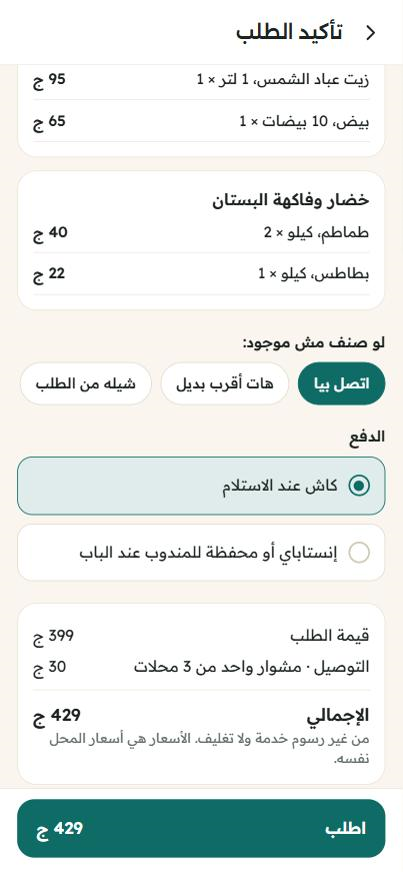 تأكيد الطلب
زيت عباد الشمس، 1 لتر × 1 95 ج
بيض، 10 بيضات × 1 65 ج
خضار وفاكهة البستان
طماطم، كيلو × 2 40 ج
بطاطس، كيلو × 1 22 ج
لو صنف مش موجود:
اتصل بيا هات أقرب بديل شيله من الطلب
الدفع
كاش عند الاستلام
إنستاباي أو محفظة للمندوب عند الباب
قيمة الطلب 399 ج
التوصيل · مشوار واحد من 3 محلات 30 ج
الإجمالي 429 ج
من غير رسوم خدمة ولا تغليف. الأسعار هي أسعار المحل
نفسه.
اطلب 429 ج